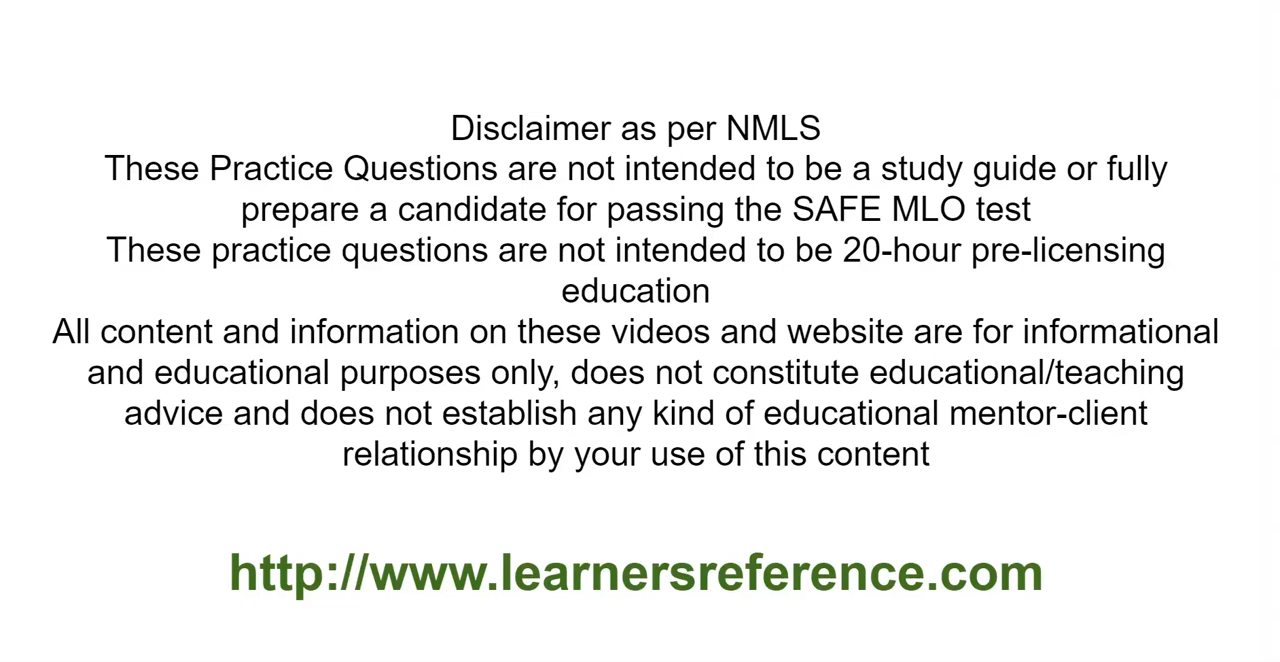 Disclaimer as per NMLS
These Practice Questions are not intended to be a study guide or fully
prepare a candidate for passing the SAFE MLO test
These practice questions are not intended to be 20-hour pre-licensing
education
All content and information on these videos and website are for informational
and educational purposes only, does not constitute educational/teaching
advice and does not establish any kind of educational mentor-client
relationship by your use of this content
http://www.learnersreference.com